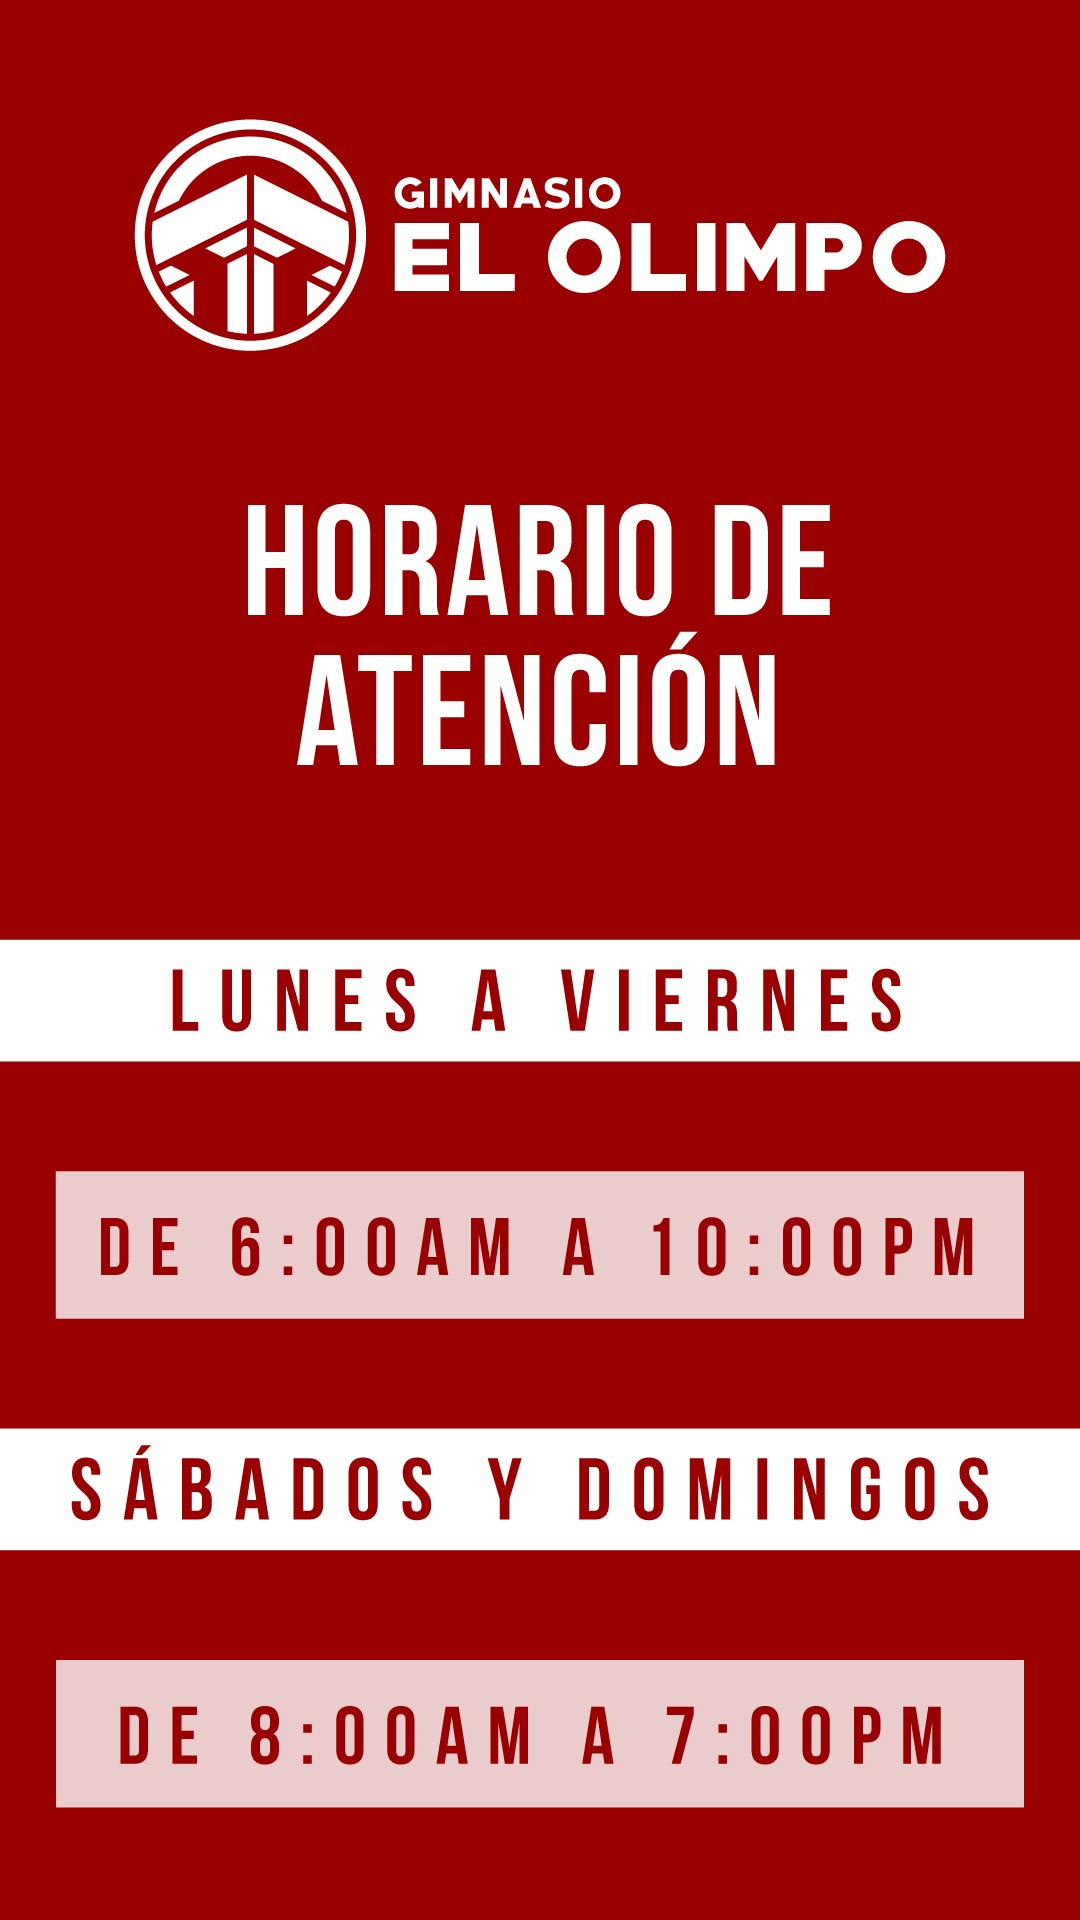 GIMNASIO
EL OLIMPO
HORARIO DE
ATENCIÓN
LUNES A VIERNES
DE 6:00AM A 10:00PM
SÁBADOS Y DOMINGOS
DE 8:00AM A 7:00PM